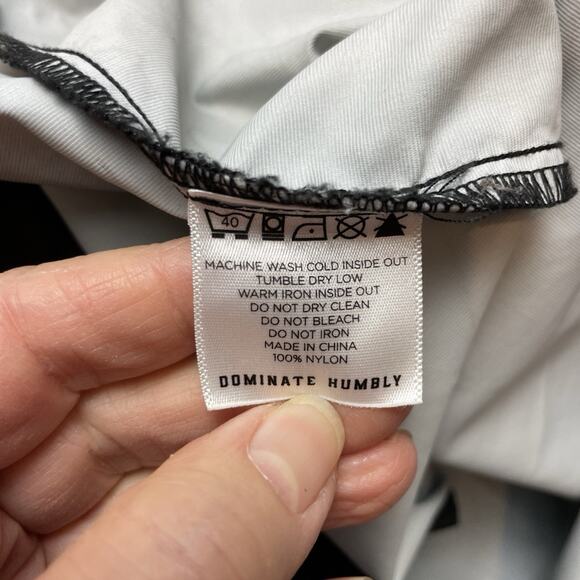 40
MACHINE WASH COLD INSIDE OUT
TUMBLE DRY LOW
WARM IRON INSIDE OUT
DO NOT DRY CLEAN
DO NOT BLEACH
DO NOT IRON
MADE IN CHINA
100% NYLON
DOMINATE HUMBLY